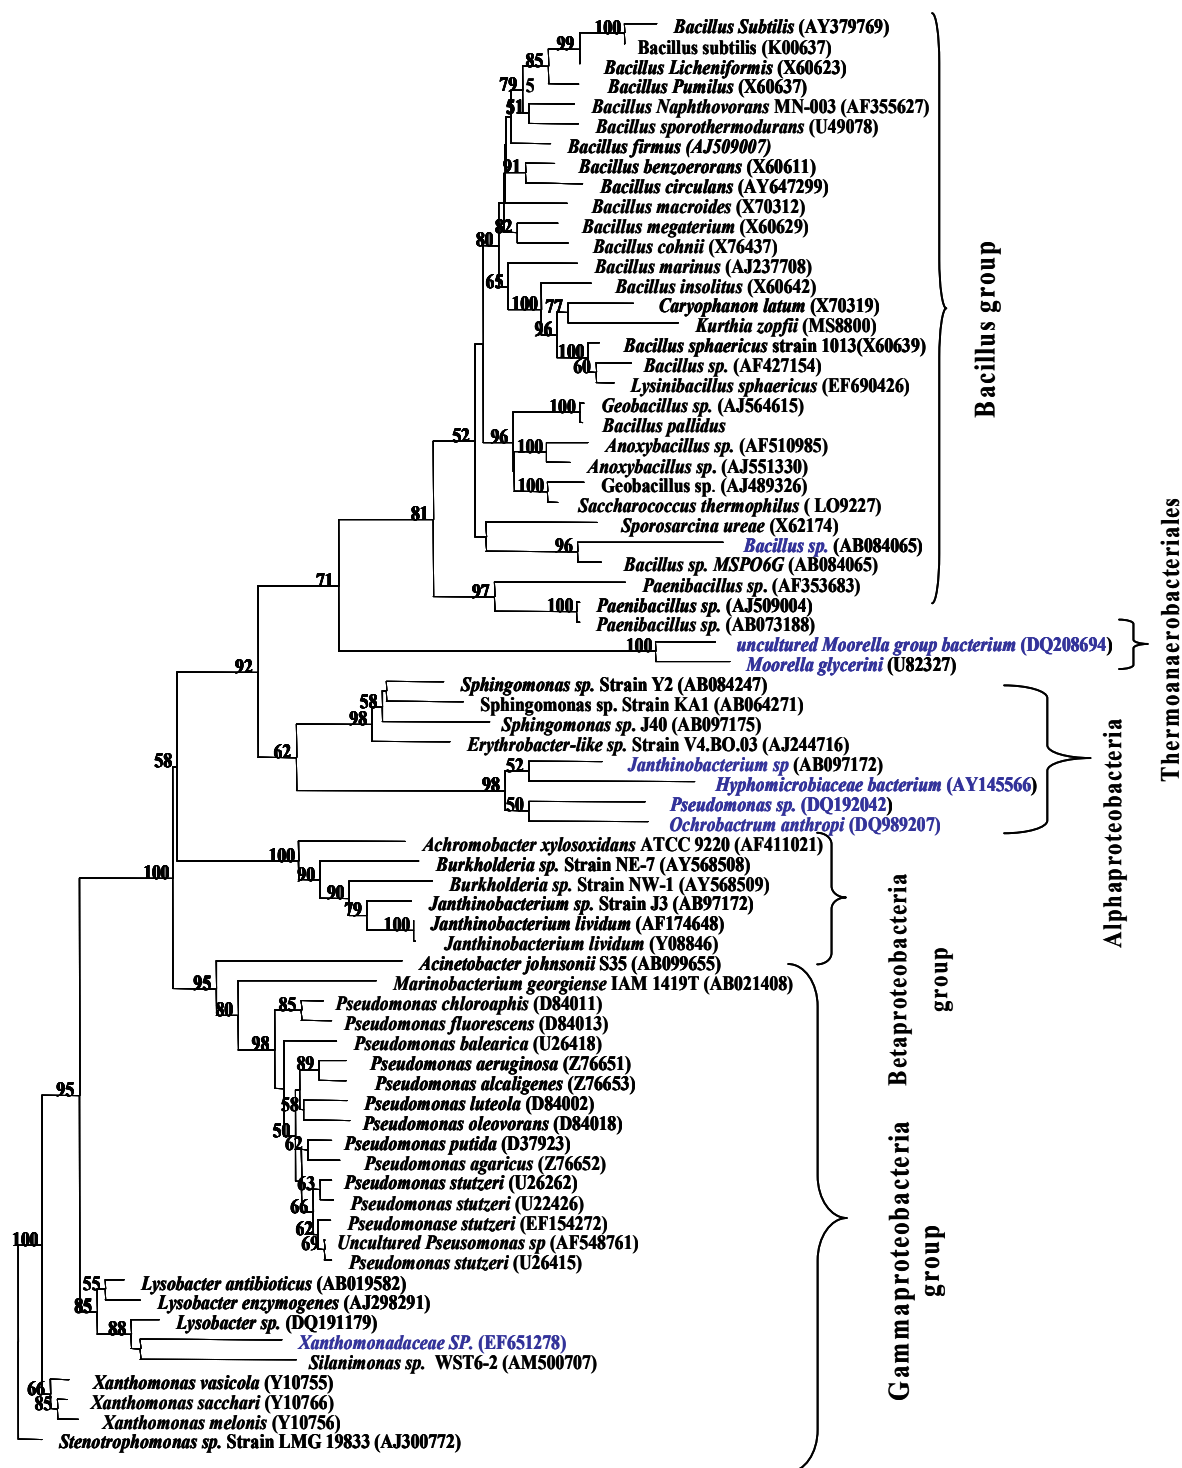 100
Bacillus Subtilis (AY379769)
99
Bacillus subtilis (K00637)
85
Bacillus Licheniformis (X60623)
79 5
Bacillus Pumilus (X60637)
51
Bacillus Naphthovorans MN-003 (AF355627)
Bacillus sporothermodurans (U49078)
Bacillus firmus (AJ509007)
91
Bacillus benzoerorans (X60611)
Bacillus circulans (AY647299)
Bacillus macroides (X70312)
82
Bacillus megaterium (X60629)
80
Bacillus cohnii (X76437)
Bacillus marinus (AJ237708)
65
Bacillus insolitus (X60642)
100
77
Caryophanon latum (X70319)
96
Kurthia zopfii (MS8800)
100
Bacillus sphaericus strain 1013(X60639)
60
Bacillus sp. (AF427154)
Lysinibacillus sphaericus (EF690426)
100
Geobacillus sp. (AJ564615)
Bacillus pallidus
52
96
100
Anoxybacillus sp. (AF510985)
Anoxybacillus sp. (AJ551330)
100
Geobacillus sp. (AJ489326)
Saccharococcus thermophilus ( LO9227)
81
Sporosarcina ureae (X62174)
96
Bacillus sp. (AB084065)
Bacillus sp. MSPO6G (AB084065)
71
97
Paenibacillus sp. (AF353683)
100
Paenibacillus sp. (AJ509004)
Paenibacillus sp. (AB073188)
100
uncultured Moorella group bacterium (DQ208694)
92
Moorella glycerini (U82327)
Sphingomonas sp. Strain Y2 (AB084247)
58
Sphingomonas sp. Strain KA1 (AB064271)
98
Sphingomonas sp. J40 (AB097175)
62
Erythrobacter-like sp. Strain V4.BO.03 (AJ244716)
58
52
Janthinobacterium sp (AB097172)
98
Hyphomicrobiaceae bacterium (AY145566)
50
Pseudomonas sp. (DQ192042)
Ochrobactrum anthropi (DQ989207)
100
Achromobacter xylosoxidans ATCC 9220 (AF411021)
100
90
Burkholderia sp. Strain NE-7 (AY568508)
90
Burkholderia sp. Strain NW-1 (AY568509)
79
Janthinobacterium sp. Strain J3 (AB97172)
100
Janthinobacterium lividum (AF174648)
Janthinobacterium lividum (Y08846)
Acinetobacter johnsonii S35 (AB099655)
95
Marinobacterium georgiense IAM 1419T (AB021408)
80
85
Pseudomonas chloroaphis (D84011)
Pseudomonas fluorescens (D84013)
98
Pseudomonas balearica (U26418)
89
Pseudomonas aeruginosa (Z76651)
95
Pseudomonas alcaligenes (Z76653)
58
Pseudomonas luteola (D84002)
50
Pseudomonas oleovorans (D84018)
62
Pseudomonas putida (D37923)
Pseudomonas agaricus (Z76652)
63
Pseudomonas stutzeri (U26262)
66
Pseudomonas stutzeri (U22426)
62
Pseudomonase stutzeri (EF154272)
100
69
Uncultured Pseusomonas sp (AF548761)
Pseudomonas stutzeri (U26415)
55
Lysobacter antibioticus (AB019582)
85
Lysobacter enzymogenes (AJ298291)
88
Lysobacter sp. (DQ191179)
Xanthomonadaceae SP. (EF651278)
Silanimonas sp. WST6-2 (AM500707)
66
Xanthomonas vasicola (Y10755)
85
Xanthomonas sacchari (Y10766)
Xanthomonas melonis (Y10756)
Stenotrophomonas sp. Strain LMG 19833 (AJ300772)
Bacillus group
Thermoanaerobacteriales
Alphaproteobacteria
Betaproteobacteria
group
Gammaproteobacteria
group